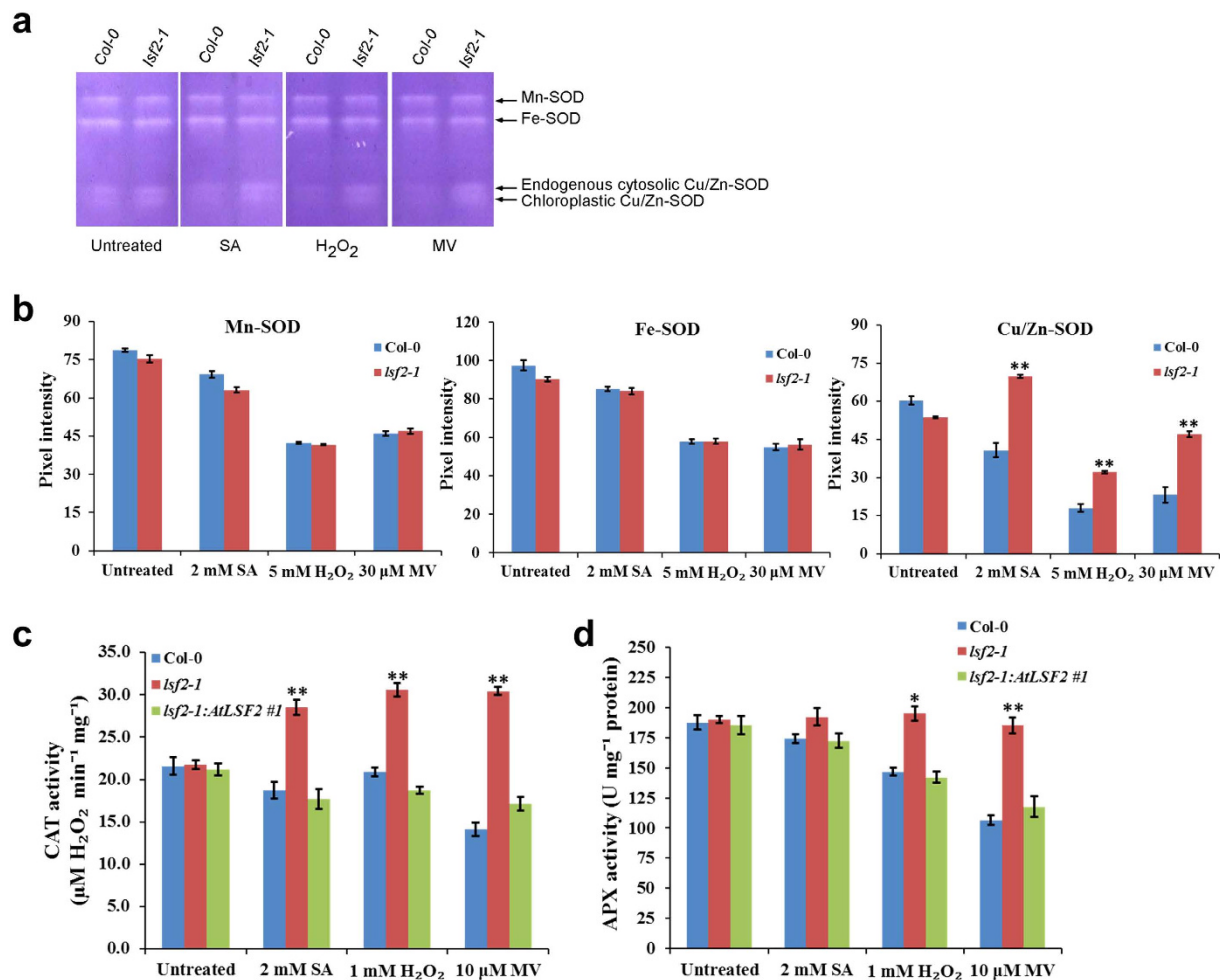 a
Col-0 lsf2-1 Col-0 lsf2-1 Col-0 lsf2-1 Col-0 lsf2-1
Mn-SOD
Fe-SOD
Endogenous cytosolic Cu/Zn-SOD
Chloroplastic Cu/Zn-SOD
Untreated SA H₂O₂ MV
b
Mn-SOD
Col-0
lsf2-1
Pixel intensity
90
75
60
45
30
15
0
Untreated 2 mM SA 5 mM H₂O₂ 30 μM MV
Fe-SOD
Col-0
lsf2-1
Pixel intensity
120
100
80
60
40
20
0
Untreated 2 mM SA 5 mM H₂O₂ 30 μM MV
Cu/Zn-SOD
Col-0
lsf2-1
Pixel intensity
90
75
60
45
30
15
0
** ** **
Untreated 2 mM SA 5 mM H₂O₂ 30 μM MV
c
Col-0
lsf2-1
lsf2-1:AtLSF2 #1
CAT activity
(μM H₂O₂ min⁻¹ mg⁻¹)
35.0
30.0
25.0
20.0
15.0
10.0
5.0
0.0
** ** **
Untreated 2 mM SA 1 mM H₂O₂ 10 μM MV
d
Col-0
lsf2-1
lsf2-1:AtLSF2 #1
APX activity (U mg⁻¹ protein)
250
225
200
175
150
125
100
75
50
25
0
* **
Untreated 2 mM SA 1 mM H₂O₂ 10 μM MV